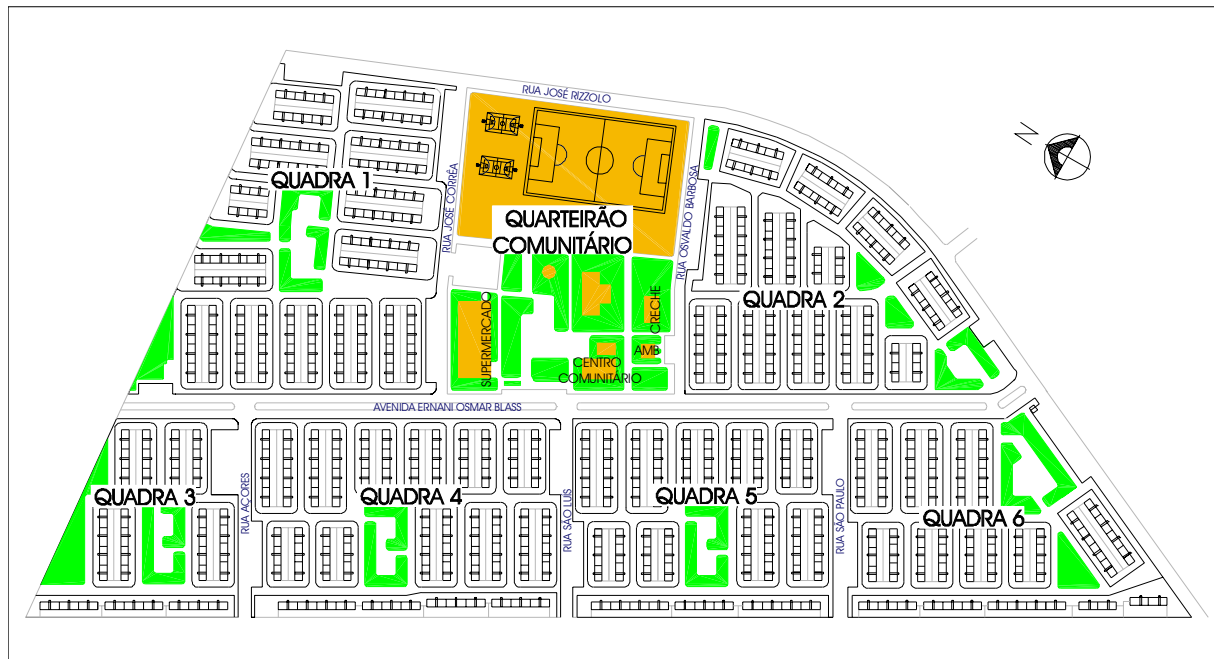 RUA JOSÉ RIZZOLO
N
QUADRA 1
RUA JOSÉ CORRÊA
QUARTEIRÃO
COMUNITÁRIO
RUA OSVALDO BARBOSA
QUADRA 2
SUPERMERCADO
CRECHE
AMB
CENTRO
COMUNITÁRIO
AVENIDA ERNANI OSMAR BLASS
QUADRA 3
RUA AÇORES
QUADRA 4
RUA SÃO LUIS
QUADRA 5
RUA SÃO PAULO
QUADRA 6